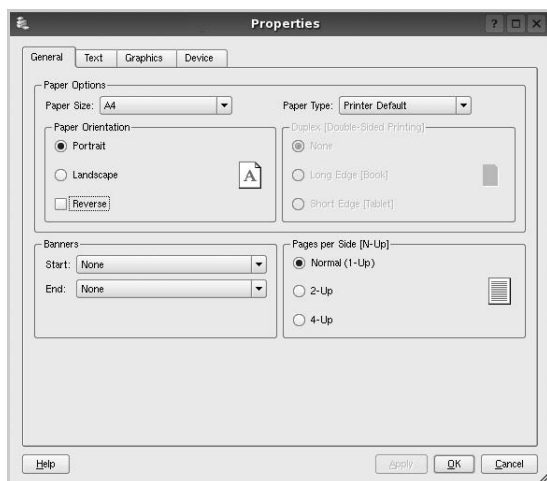 Properties
General Text Graphics Device
Paper Options
Paper Size: A4 Paper Type: Printer Default
Paper Orientation
Portrait
Landscape
Reverse
A
Duplex [Double-Sided Printing]
None
Long Edge [Book]
Short Edge [Tablet]
Banners
Start: None
End: None
Pages per Side [N-Up]
Normal (1-Up)
2-Up
4-Up
Help Apply OK Cancel